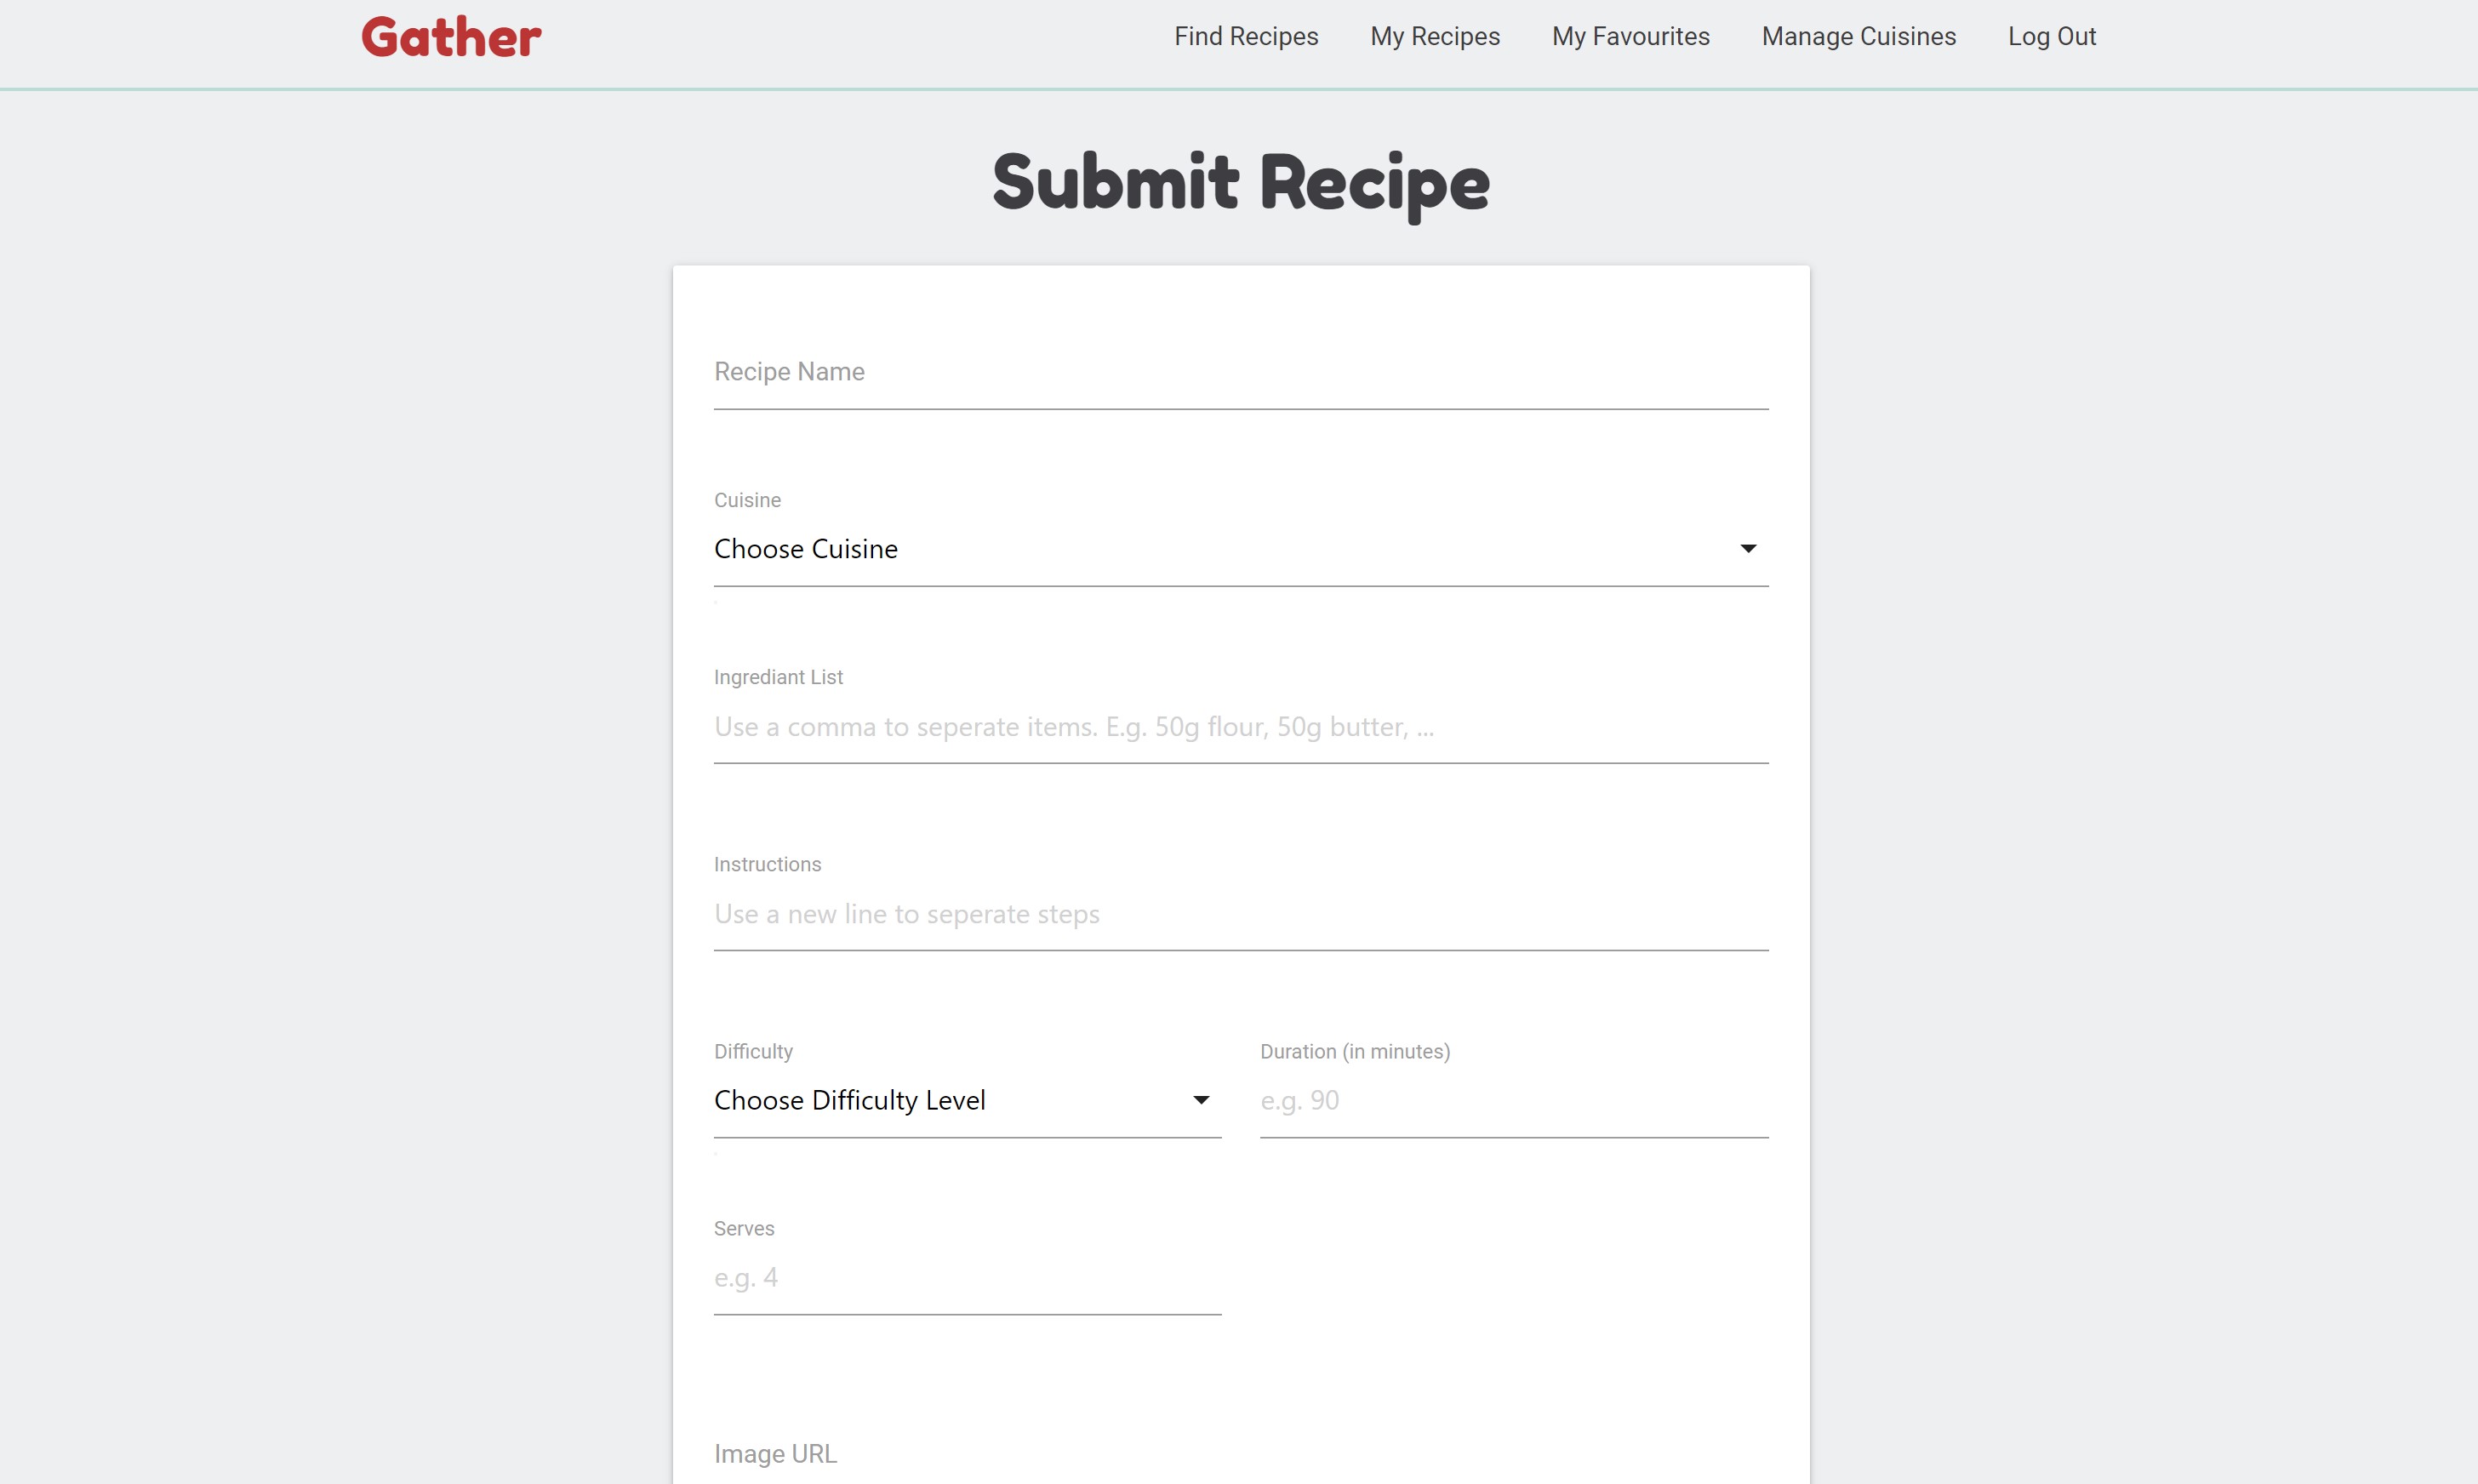 Gather
Find Recipes My Recipes My Favourites Manage Cuisines Log Out
Submit Recipe
Recipe Name
Cuisine
Choose Cuisine
Ingrediant List
Use a comma to seperate items. E.g. 50g flour, 50g butter, ...
Instructions
Use a new line to seperate steps
Difficulty Duration (in minutes)
Choose Difficulty Level e.g. 90
Serves
e.g. 4
Image URL